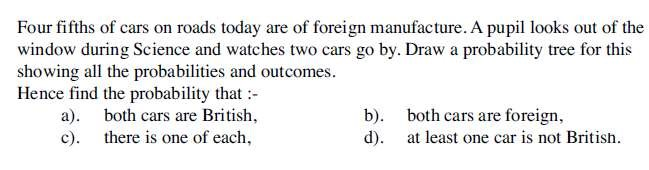 Four fifths of cars on roads today are of foreign manufacture. A pupil looks out of the
window during Science and watches two cars go by. Draw a probability tree for this
showing all the probabilities and outcomes.
Hence find the probability that :-
a). both cars are British, b). both cars are foreign,
c). there is one of each, d). at least one car is not British.